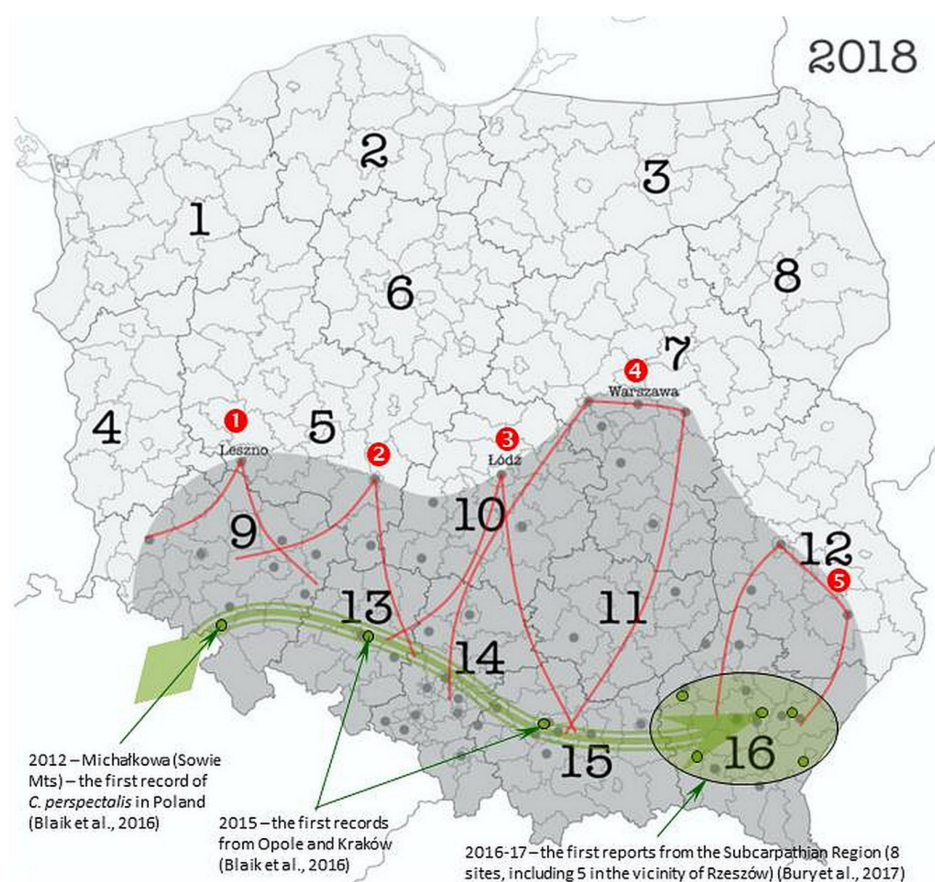 2018
2
3
1
8
6
7
4
Warszawa
1
5
4
Leszno
2
3
Łódź
10
9
12
5
13
11
14
15
16
2012 – Michałkowa (Sowie
Mts) – the first record of
C. perspectalis in Poland
(Blaik et al., 2016)
2015 – the first records
from Opole and Kraków
(Blaik et al., 2016)
2016-17 – the first reports from the Subcarpathian Region (8
sites, including 5 in the vicinity of Rzeszów) (Bury et al., 2017)